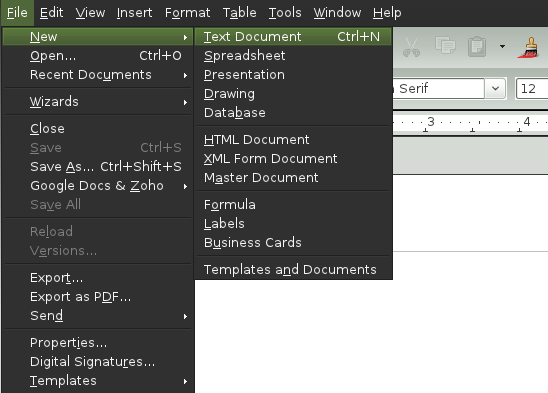 File Edit View Insert Format Table Tools Window Help
New
Open... Ctrl+O
Recent Documents
Wizards
Close
Save Ctrl+S
Save As... Ctrl+Shift+S
Google Docs & Zoho
Save All
Reload
Versions...
Export...
Export as PDF...
Send
Properties...
Digital Signatures...
Templates
Text Document Ctrl+N
Spreadsheet
Presentation
Drawing
Database
HTML Document
XML Form Document
Master Document
Formula
Labels
Business Cards
Templates and Documents
Serif 12
3 4